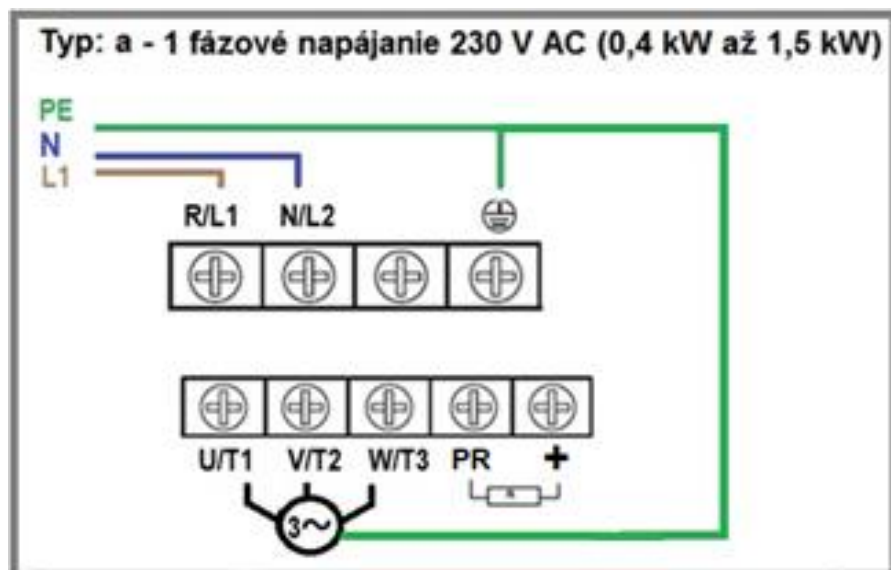 Typ: a - 1 fázové napájanie 230 V AC (0,4 kW až 1,5 kW)
PE
N
L1
R/L1 N/L2
U/T1 V/T2 W/T3 PR +
3~